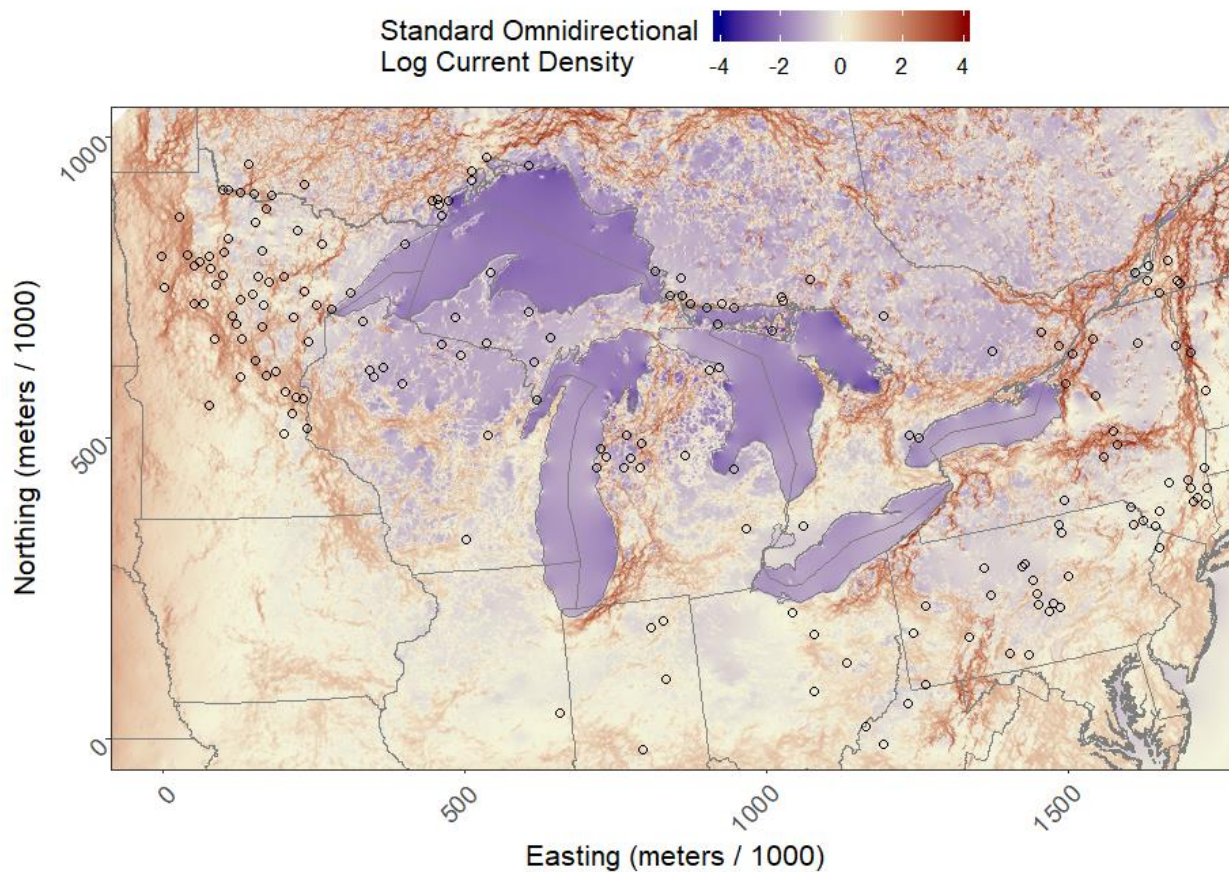 Standard Omnidirectional
Log Current Density
-4 -2 0 2 4
Northing (meters / 1000)
1000
500
0
0 500 1000 1500
Easting (meters / 1000)